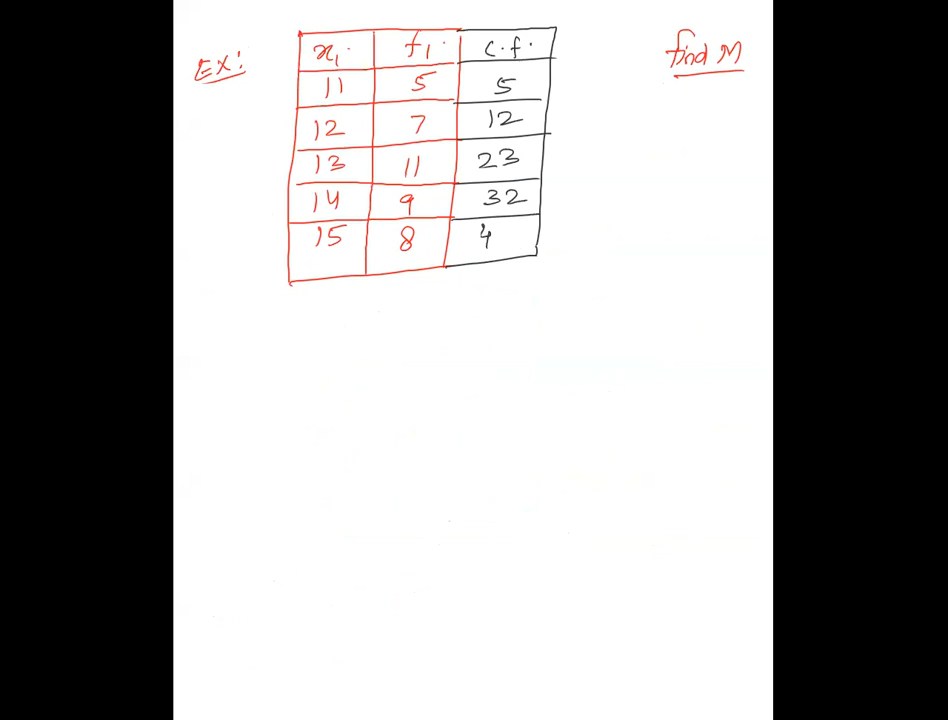 Ex:
find M
xi. fi. c.f.
11 5 5
12 7 12
13 11 23
14 9 32
15 8 4